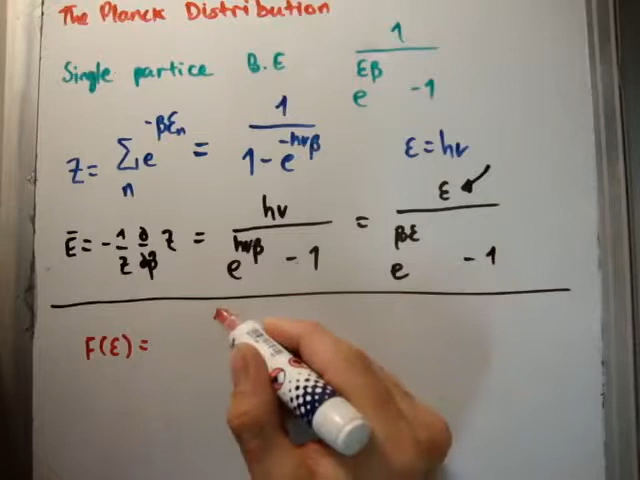 The Planck Distribution
Single partice B.E 1/(e^{εβ} -1)
Z = Σ_n e^{-βε_n} = 1/(1-e^{-hνβ}) ε=hν
Ē = -1/Z ∂/∂β Z = hν/(e^{hνβ} -1) = ε/(e^{βε} -1)
F(ε) =